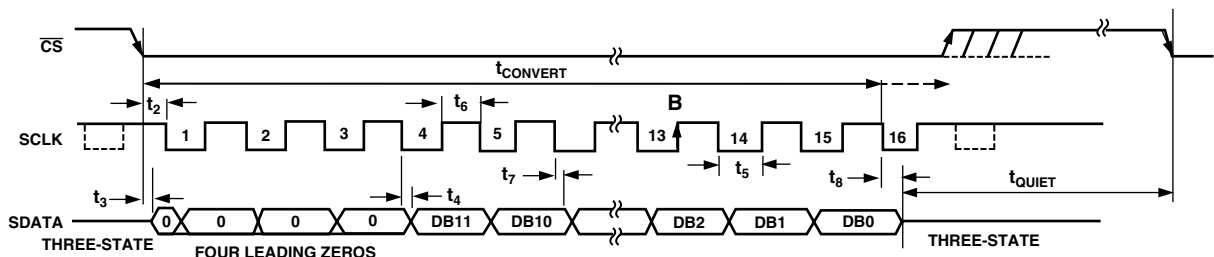 CS
tCONVERT
t2
t6
B
SCLK
1 2 3 4 5 13 14 15 16
t3
t4
t7
t5
t8
tQUIET
SDATA
0 0 0 0 DB11 DB10 DB2 DB1 DB0
THREE-STATE
FOUR LEADING ZEROS
THREE-STATE